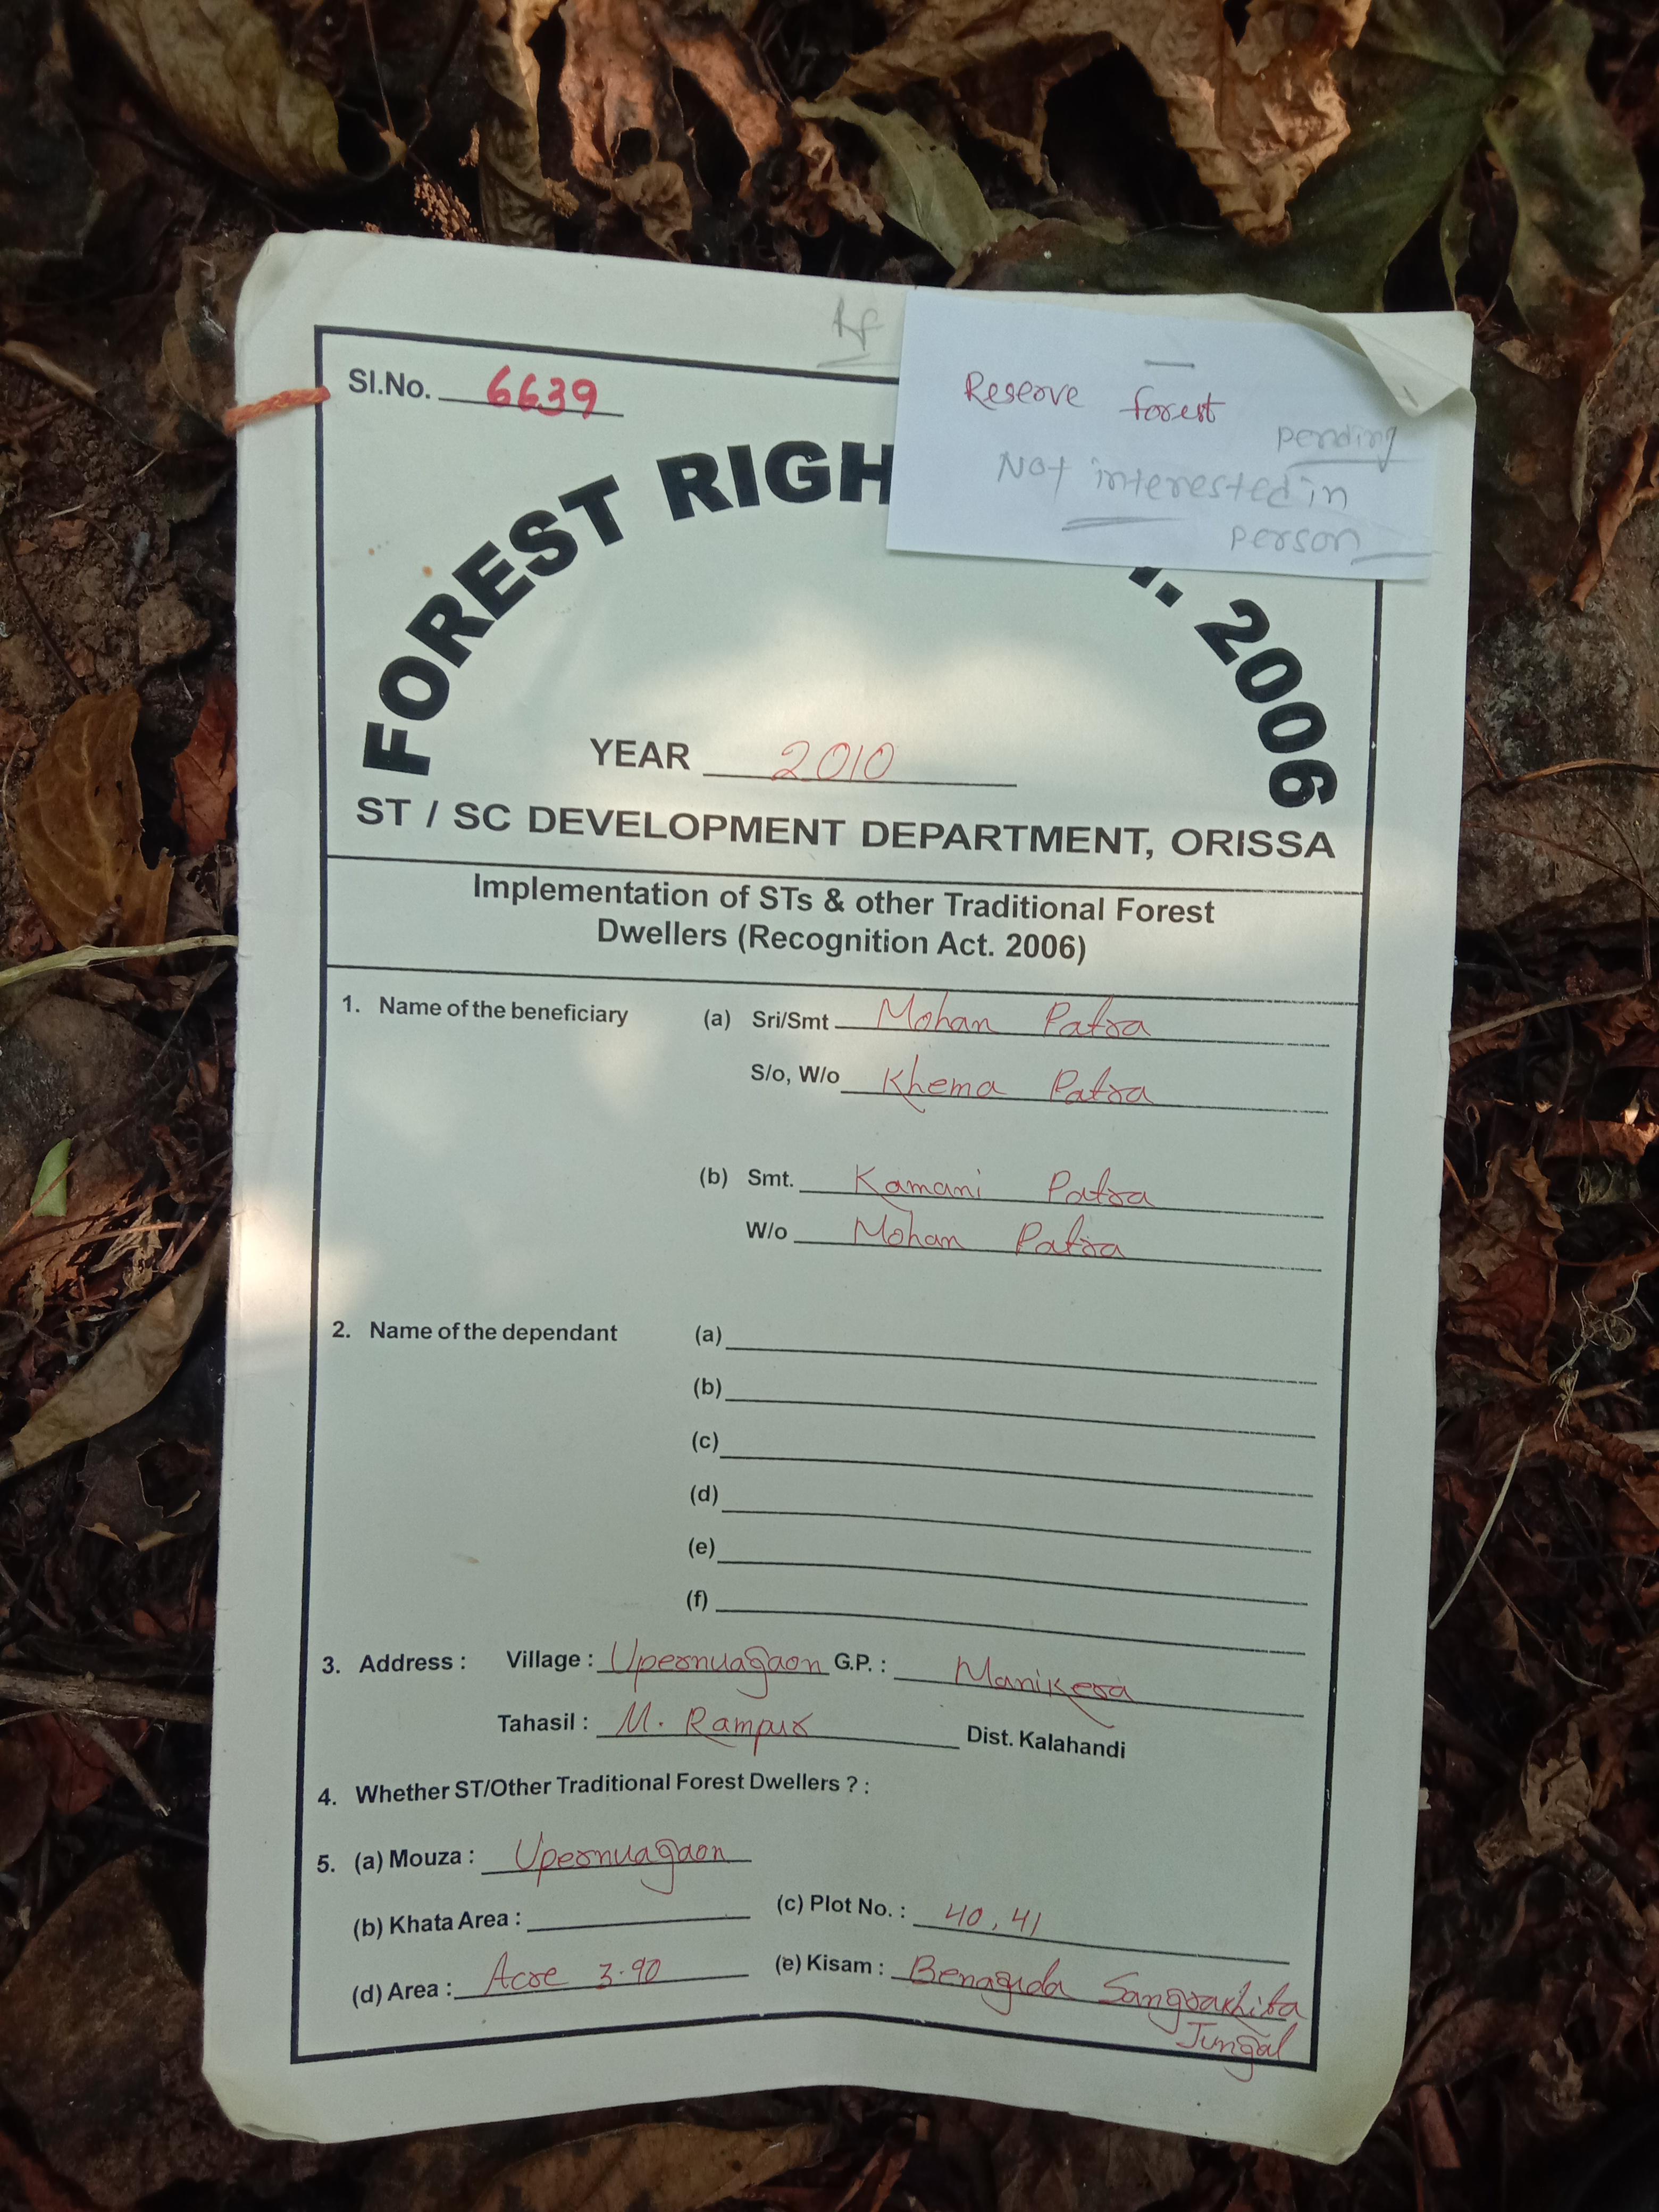 Rf
Reserve forest
pending
Not interested in
person
Sl.No. 6639
FOREST RIGH . 2006
YEAR 2010
ST / SC DEVELOPMENT DEPARTMENT, ORISSA
Implementation of STs & other Traditional Forest
Dwellers (Recognition Act. 2006)
1. Name of the beneficiary (a) Sri/Smt Mohan Patra
S/o, W/o Khema Patra
(b) Smt. Kamani Patra
W/o Mohan Patra
2. Name of the dependant (a)
(b)
(c)
(d)
(e)
(f)
3. Address : Village : Upernuagaon G.P. : Manikera
Tahasil : M. Rampur Dist. Kalahandi
4. Whether ST/Other Traditional Forest Dwellers ? :
5. (a) Mouza : Upernuagaon
(b) Khata Area : (c) Plot No. : 40, 41
(d) Area : Acre 3.90 (e) Kisam : Benaguda Sangrakhita
Jungal